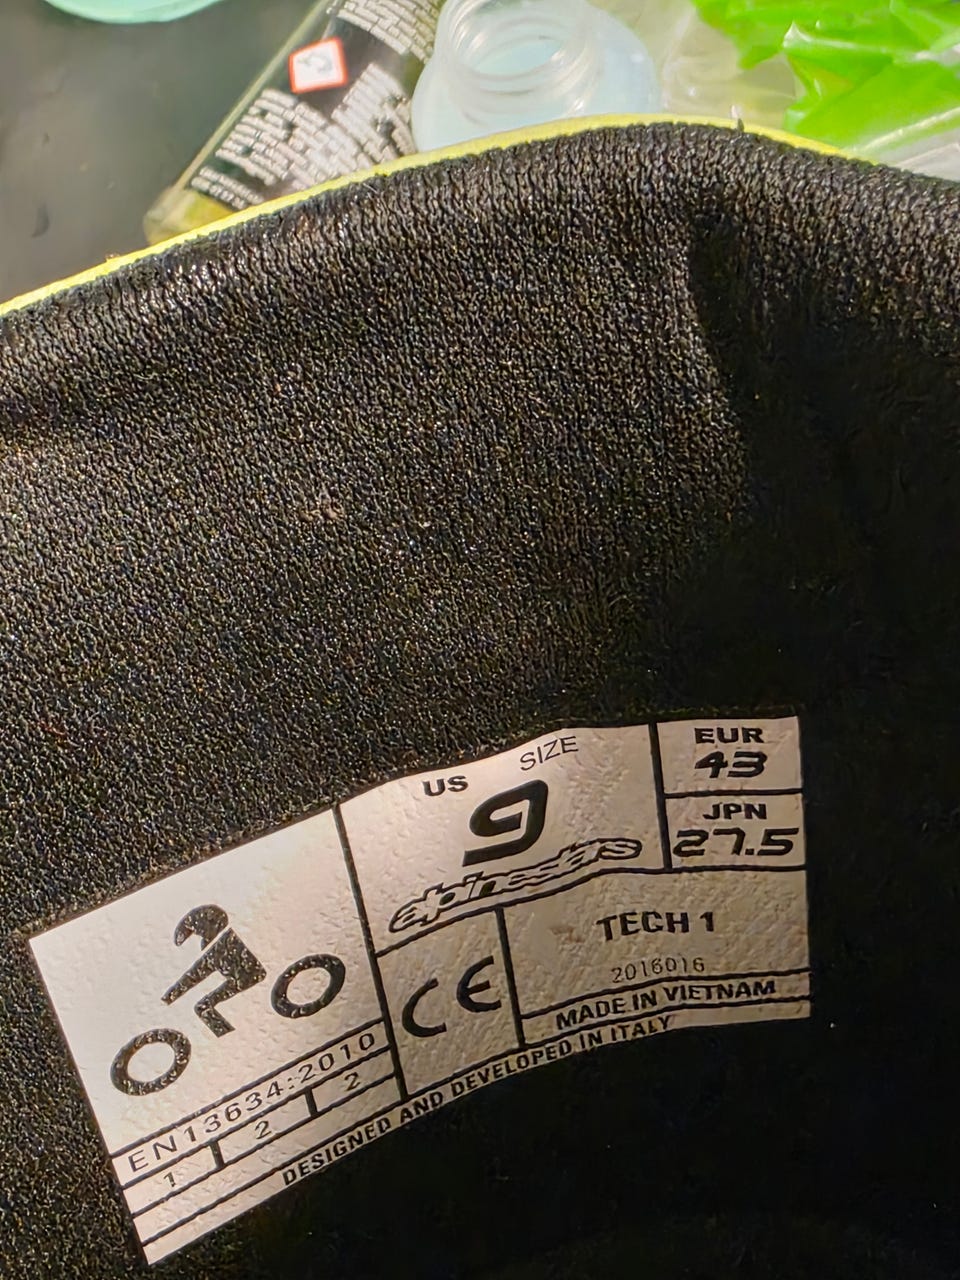 US SIZE
9
alpinestars
EUR
43
JPN
27.5
TECH 1
2016016
CE
MADE IN VIETNAM
EN13634:2010
1 2 2
DESIGNED AND DEVELOPED IN ITALY